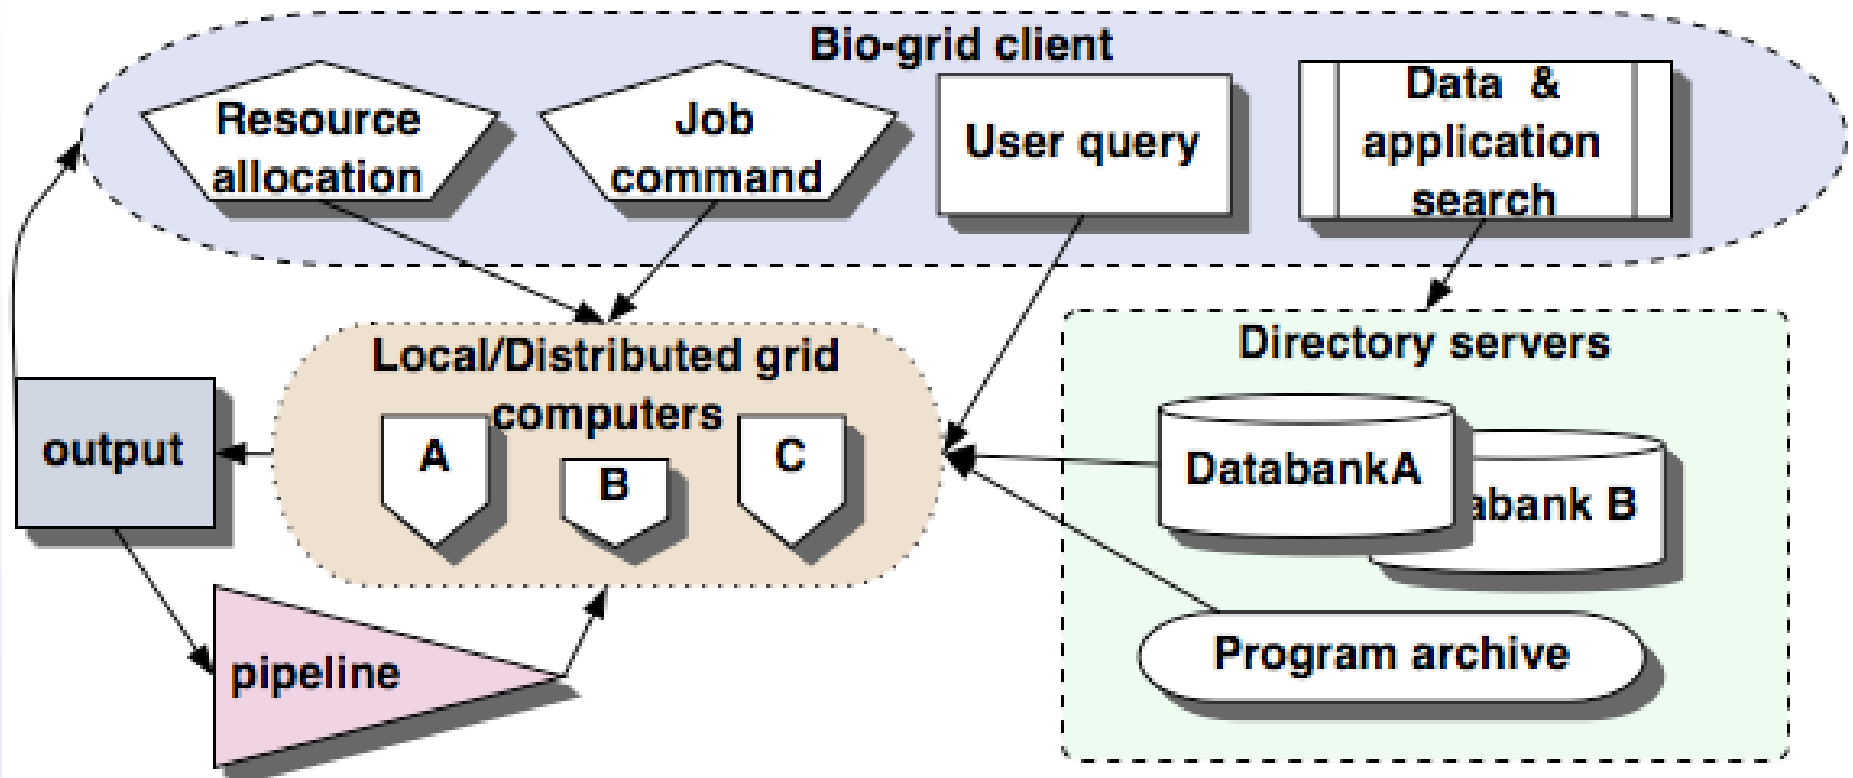 Bio-grid client
Resource
allocation
Job
command
User query
Data &
application
search
Local/Distributed grid
computers
A
B
C
Directory servers
DatabankA
abank B
Program archive
output
pipeline